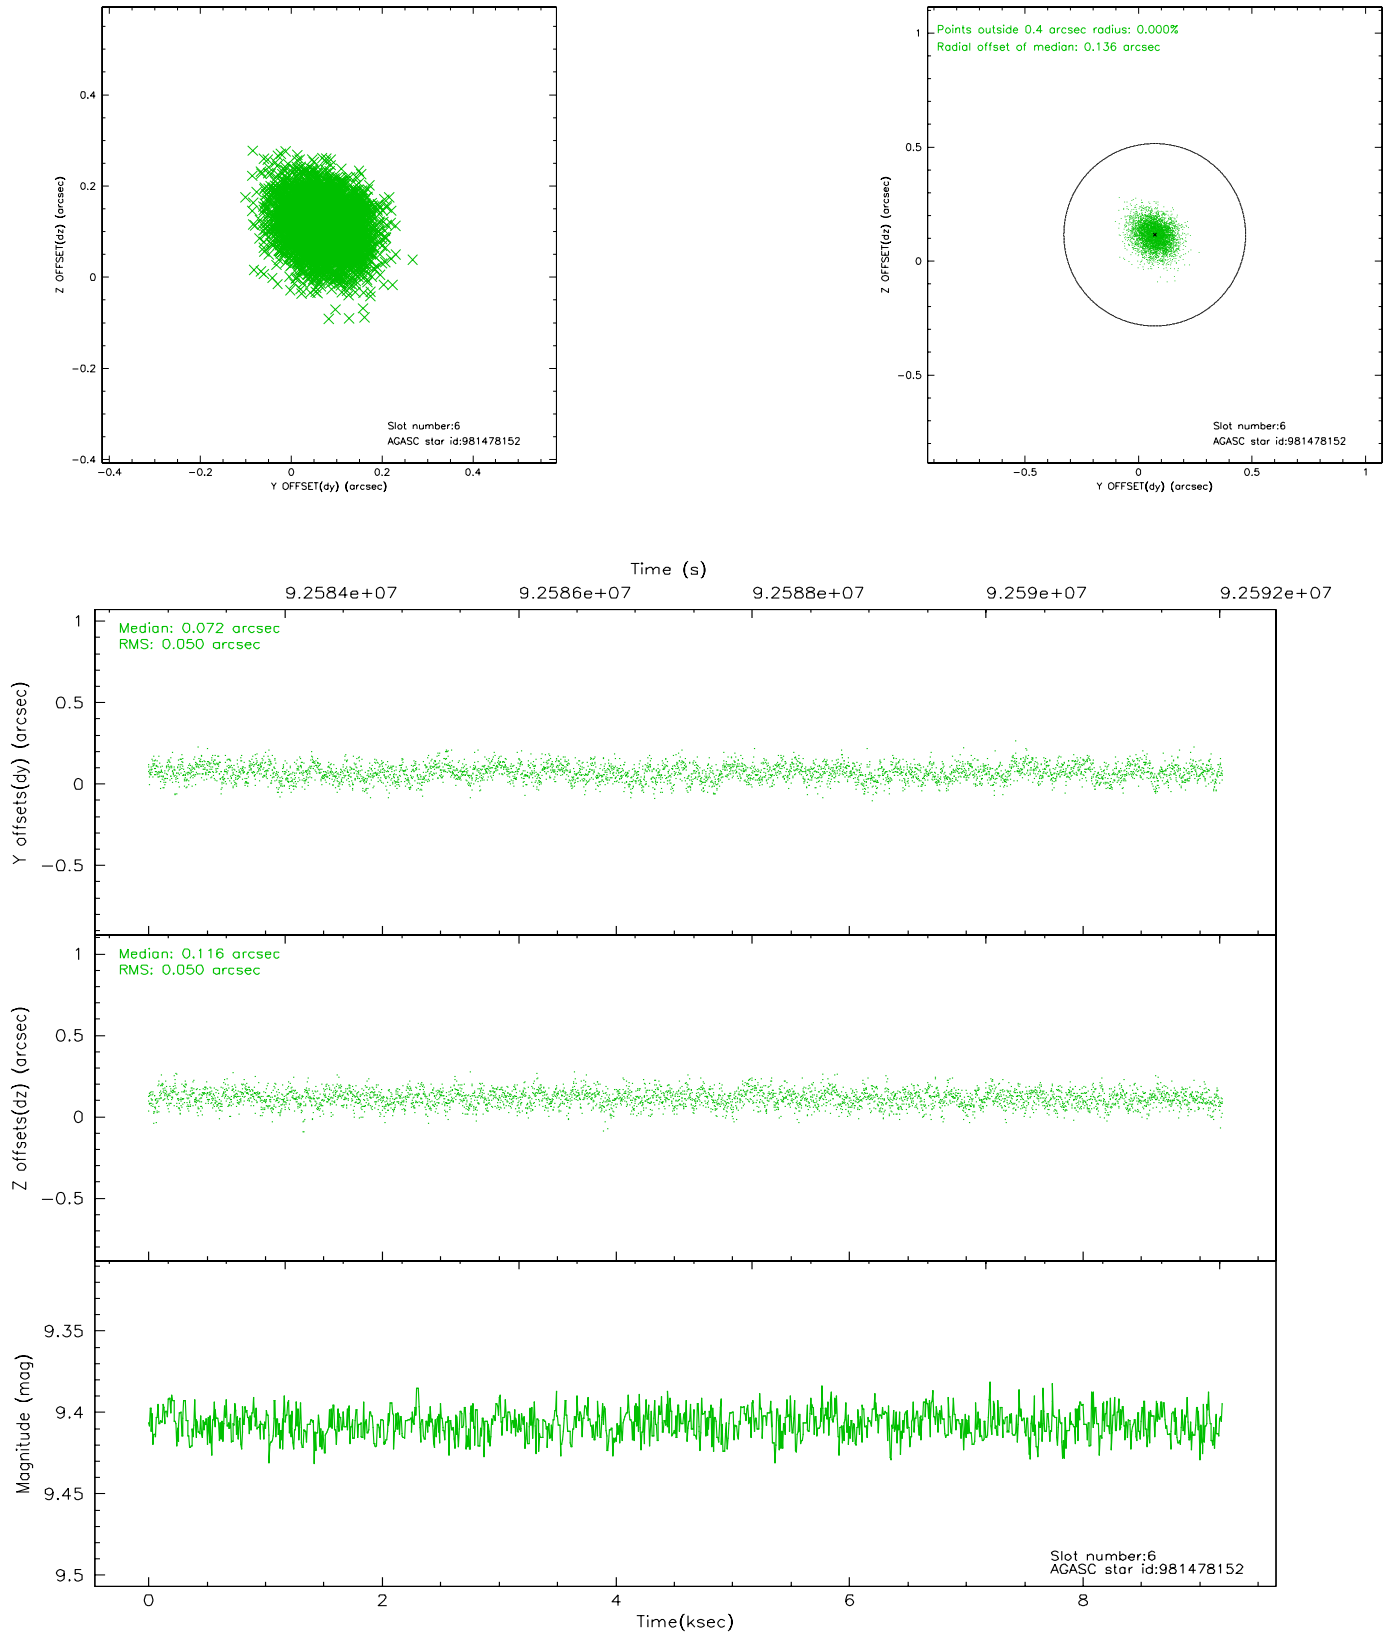 0.4
0.2
0
-0.2
-0.4
Z OFFSET(dz) (arcsec)
Slot number:6
AGASC star id:981478152
-0.4 -0.2 0 0.2 0.4
Y OFFSET(dy) (arcsec)
Points outside 0.4 arcsec radius: 0.000%
Radial offset of median: 0.136 arcsec
1
0.5
0
-0.5
Z OFFSET(dz) (arcsec)
Slot number:6
AGASC star id:981478152
-0.5 0 0.5 1
Y OFFSET(dy) (arcsec)
Time (s)
9.2584e+07 9.2586e+07 9.2588e+07 9.259e+07 9.2592e+07
Median: 0.072 arcsec
RMS: 0.050 arcsec
1
0.5
0
-0.5
Y offsets(dy) (arcsec)
Median: 0.116 arcsec
RMS: 0.050 arcsec
1
0.5
0
-0.5
Z offsets(dz) (arcsec)
9.35
9.4
9.45
9.5
Magnitude (mag)
Slot number:6
AGASC star id:981478152
0 2 4 6 8
Time(ksec)